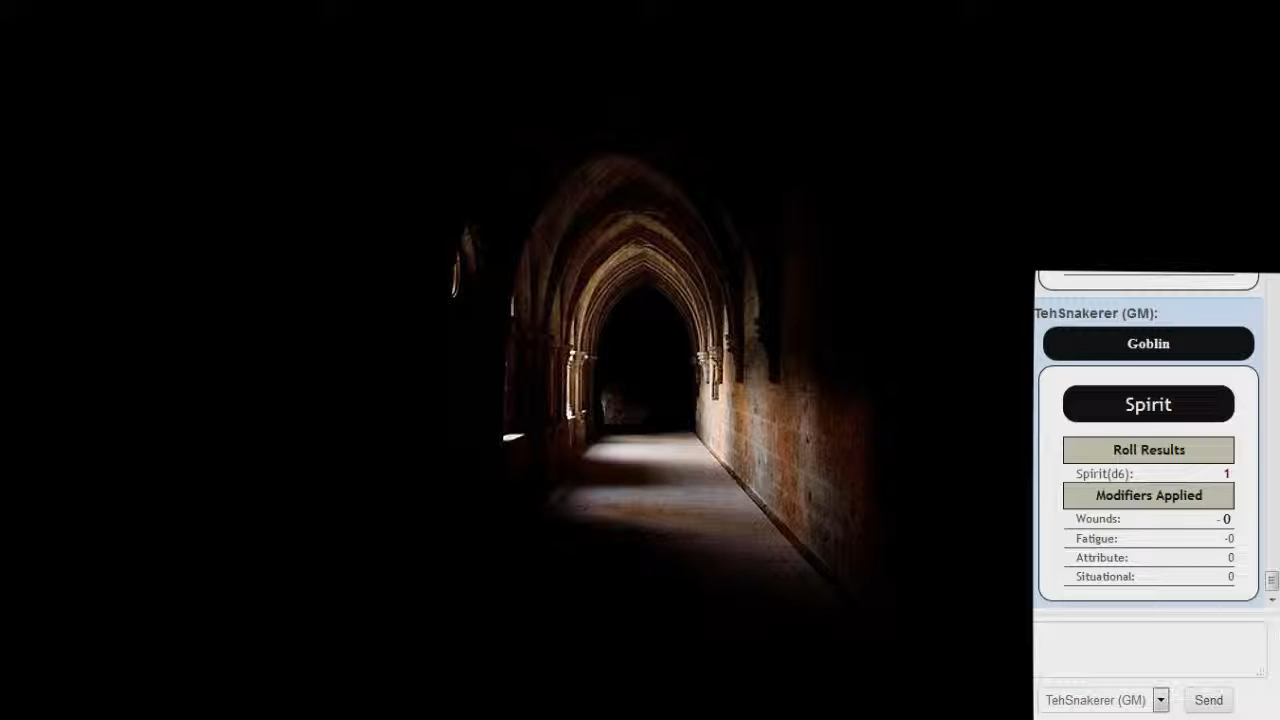 TehSnakerer (GM):
Goblin
Spirit
Roll Results
Spirit(d6): 1
Modifiers Applied
Wounds: - 0
Fatigue: -0
Attribute: 0
Situational: 0
TehSnakerer (GM)
Send